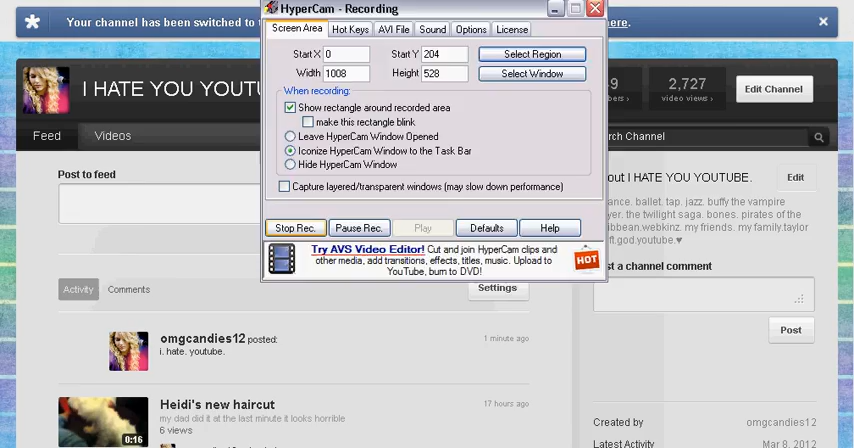 Your channel has been switched to
here.
HyperCam - Recording
Screen Area Hot Keys AVI File Sound Options License
Start X 0 Start Y 204 Select Region
Width 1008 Height 528 Select Window
When recording:
Show rectangle around recorded area
make this rectangle blink
Leave HyperCam Window Opened
Iconize HyperCam Window to the Task Bar
Hide HyperCam Window
Capture layered/transparent windows (may slow down performance)
Stop Rec. Pause Rec. Play Defaults Help
Try AVS Video Editor! Cut and join HyperCam clips and
other media, add transitions, effects, titles, music. Upload to
YouTube, burn to DVD!
HOT
I HATE YOU YOUTU
9 2,727
bers › video views › Edit Channel
Feed Videos
rch Channel
Post to feed
out I HATE YOU YOUTUBE. Edit
ance. ballet. tap. jazz. buffy the vampire
yer. the twilight saga. bones. pirates of the
ibbean.webkinz. my friends. my family.taylor
ft.god.youtube.♥
st a channel comment
Post
Activity Comments Settings
omgcandies12 posted: 1 minute ago
i. hate. youtube.
Heidi's new haircut 17 hours ago
my dad did it at the last minute it looks horrible
6 views
0:16
omgcandies12
Created by omgcandies12
Latest Activity Mar 8, 2012